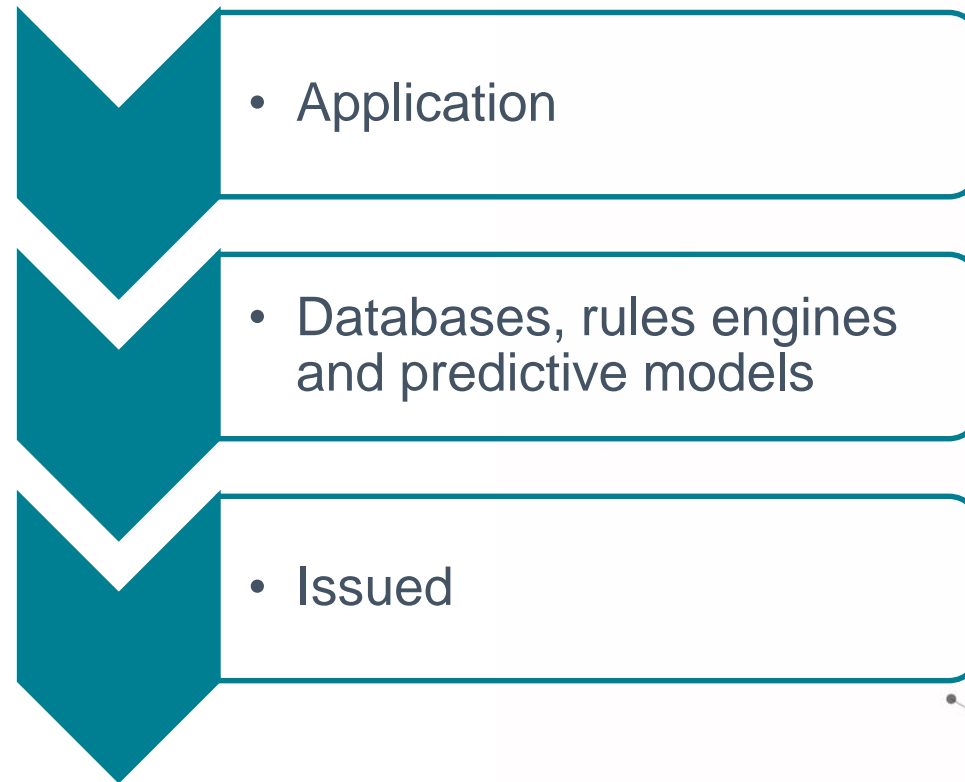 • Application
• Databases, rules engines
and predictive models
• Issued